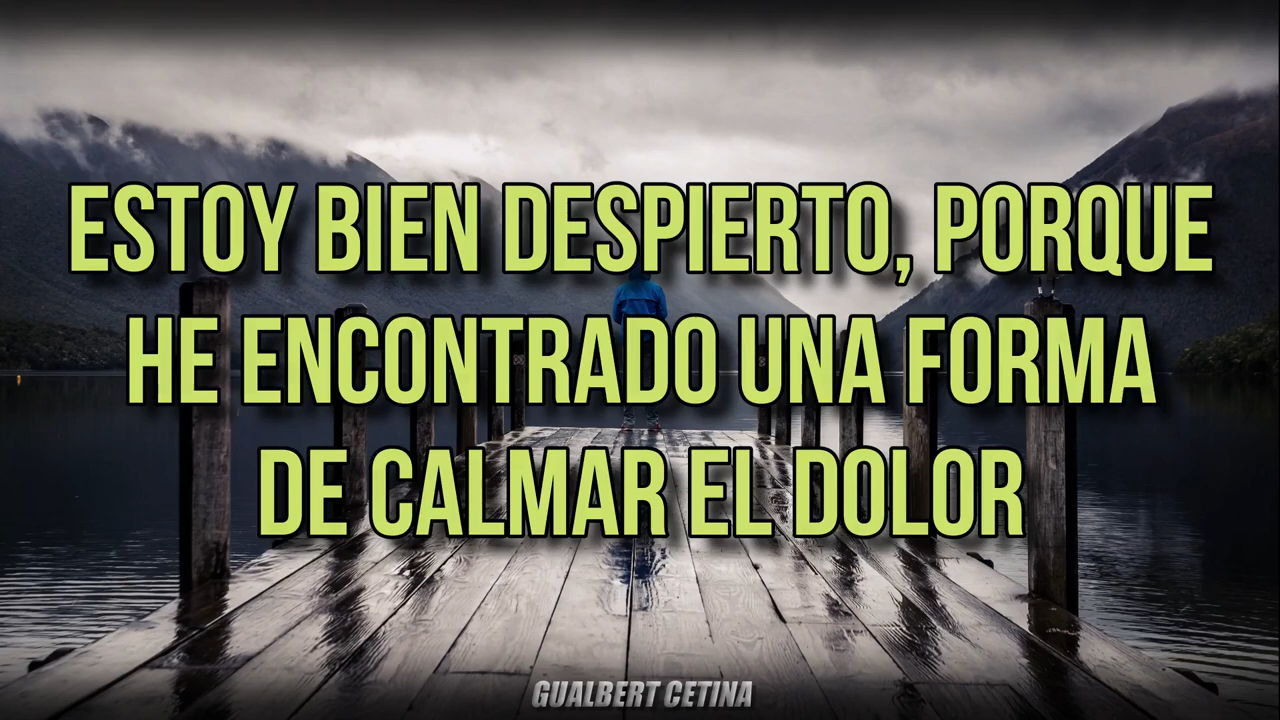 ESTOY BIEN DESPIERTO, PORQUE
HE ENCONTRADO UNA FORMA
DE CALMAR EL DOLOR
GUALBERT CETINA